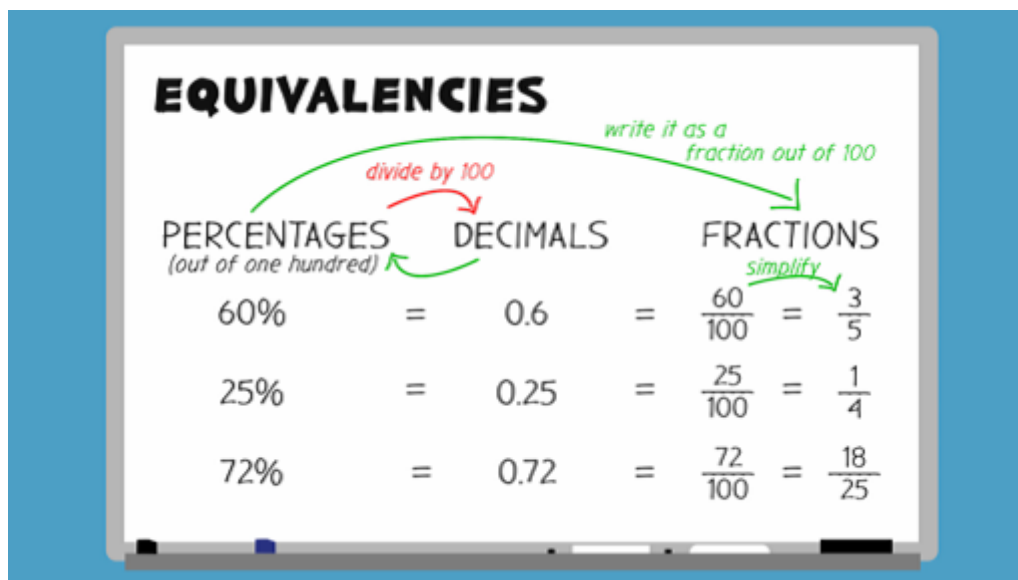 EQUIVALENCIES
write it as a
fraction out of 100
divide by 100
PERCENTAGES DECIMALS FRACTIONS
(out of one hundred)
simplify
60% = 0.6 = 60/100 = 3/5
25% = 0.25 = 25/100 = 1/4
72% = 0.72 = 72/100 = 18/25